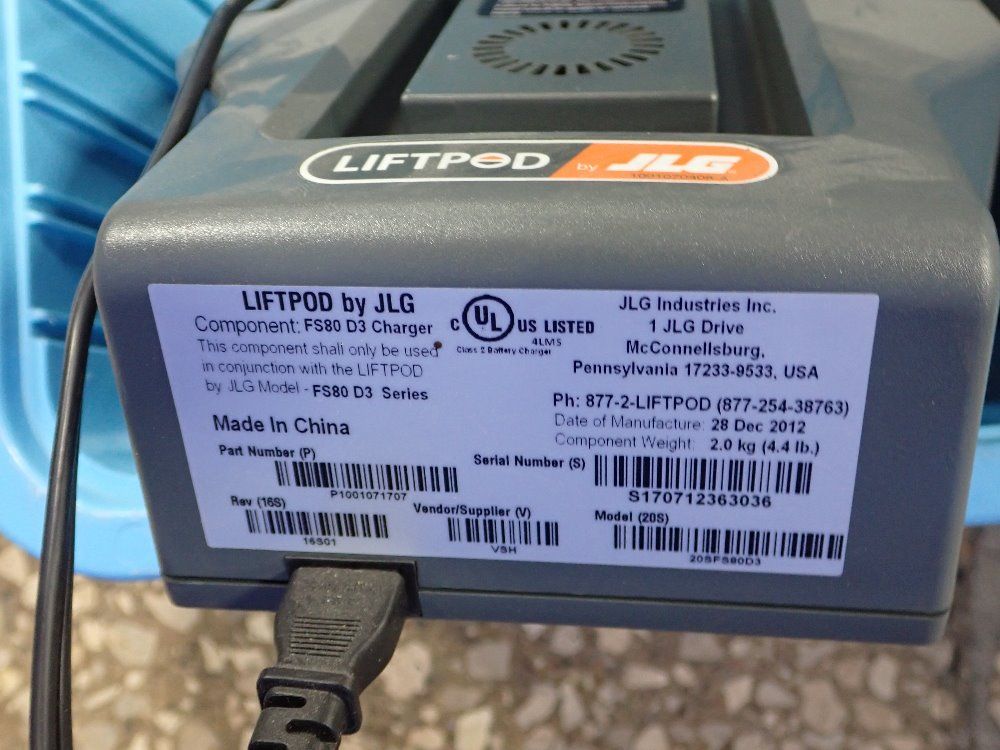 LIFTPOD by JLG
LIFTPOD by JLG
Component: FS80 D3 Charger
This component shall only be used
in conjunction with the LIFTPOD
by JLG Model - FS80 D3 Series
Made In China
C UL US LISTED
4LMS
Class 2 Battery Charger
JLG Industries Inc.
1 JLG Drive
McConnellsburg,
Pennsylvania 17233-9533, USA
Ph: 877-2-LIFTPOD (877-254-38763)
Date of Manufacture: 28 Dec 2012
Component Weight: 2.0 kg (4.4 lb.)
Part Number (P)
P1001071707
Serial Number (S)
S170712363036
Rev (16S)
16S01
Vendor/Supplier (V)
VSH
Model (20S)
20SFS80D3